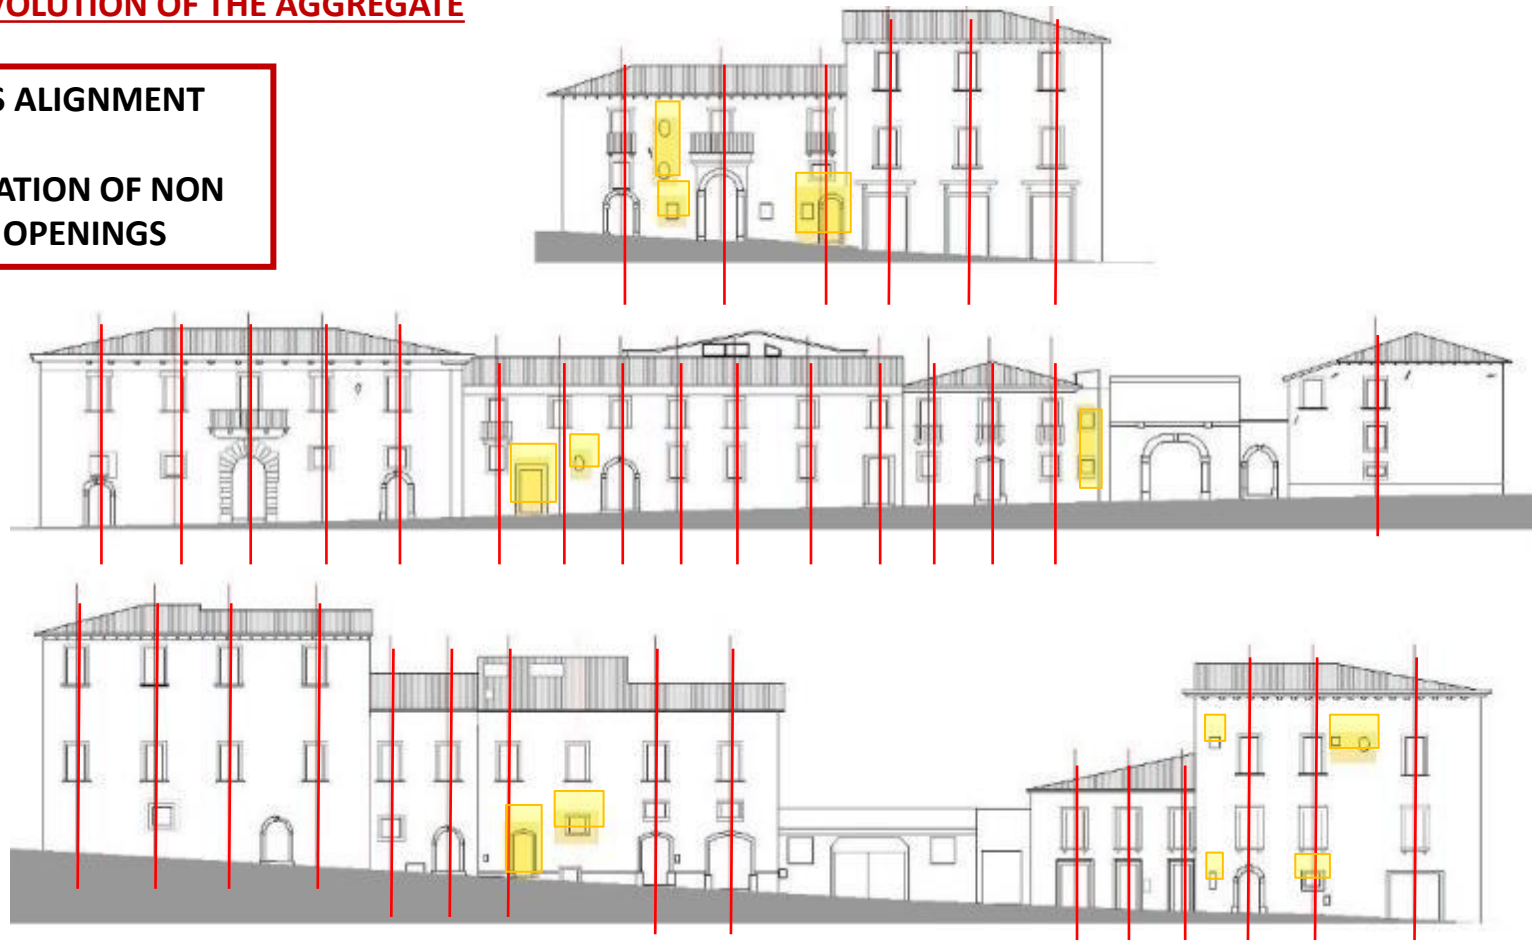 VOLUTION OF THE AGGREGATE
S ALIGNMENT
ATION OF NON
OPENINGS